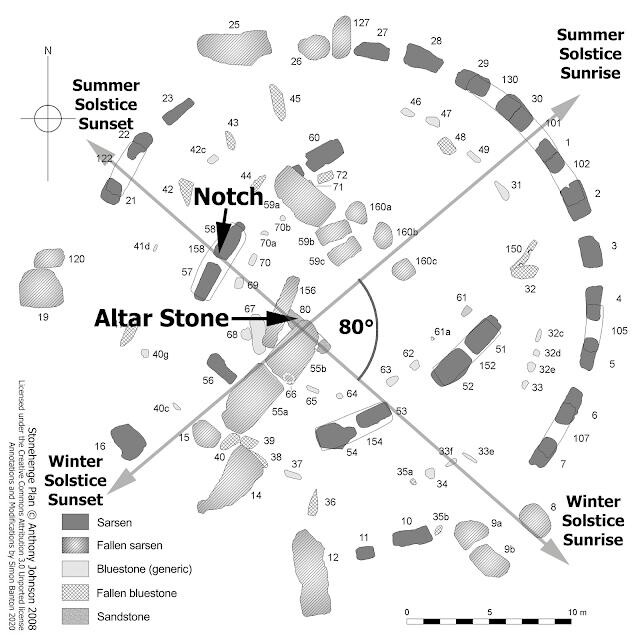 25
127
26
27
28
Summer
Solstice
Sunrise
N
Summer
Solstice
Sunset
29
130
30
23
45
46
47
101
22
43
60
48
49
1
122
42c
102
44
72
71
42
31
2
21
Notch
59a
160a
58
70b
59b
160b
158
70a
41d
59c
150
3
120
57
70
160c
69
32
156
4
19
67
80
61
105
Altar Stone
80°
68
61a
51
32c
40g
55b
62
152
32d
5
56
32e
66
63
52
33
65
64
55a
53
6
40c
16
15
39
54
154
107
40
38
33f
33e
7
Winter
Solstice
Sunset
37
35a
34
14
36
8
Winter
Solstice
Sunrise
35b
9a
10
11
12
9b
Sarsen
Fallen sarsen
Bluestone (generic)
Fallen bluestone
Sandstone
0
5
10 m
Stonehenge Plan © Anthony Johnson 2008
Licensed under the Creative Commons Attribution 3.0 Unported license
Annotations and Modifications by Simon Banton 2020